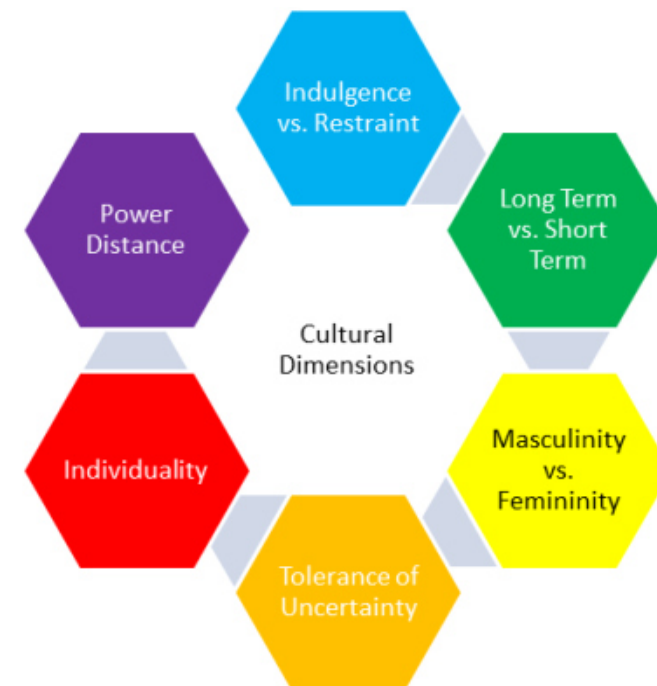 Indulgence
vs. Restraint
Long Term
vs. Short
Term
Masculinity
vs.
Femininity
Tolerance of
Uncertainty
Individuality
Power
Distance
Cultural
Dimensions